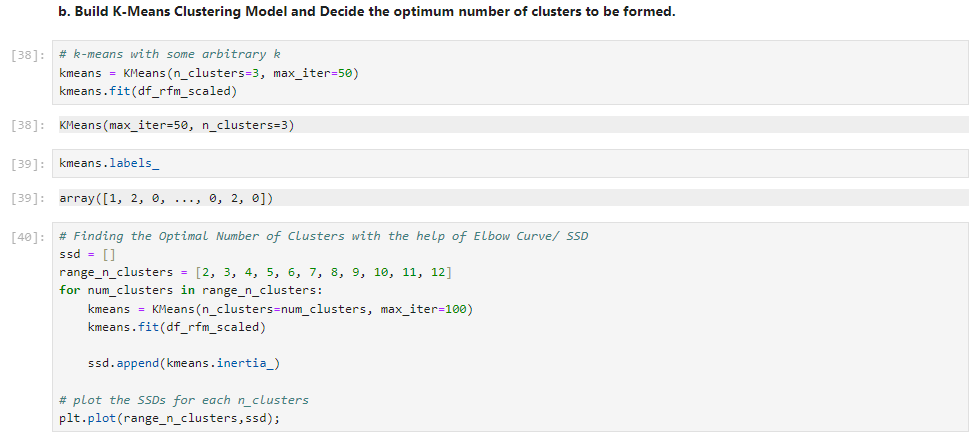 b. Build K-Means Clustering Model and Decide the optimum number of clusters to be formed.
[38]: # k-means with some arbitrary k
kmeans = KMeans(n_clusters=3, max_iter=50)
kmeans.fit(df_rfm_scaled)
[38]: KMeans(max_iter=50, n_clusters=3)
[39]: kmeans.labels_
[39]: array([1, 2, 0, ..., 0, 2, 0])
[40]: # Finding the Optimal Number of Clusters with the help of Elbow Curve/ SSD
ssd = []
range_n_clusters = [2, 3, 4, 5, 6, 7, 8, 9, 10, 11, 12]
for num_clusters in range_n_clusters:
    kmeans = KMeans(n_clusters=num_clusters, max_iter=100)
    kmeans.fit(df_rfm_scaled)
    ssd.append(kmeans.inertia_)
# plot the SSDs for each n_clusters
plt.plot(range_n_clusters,ssd);